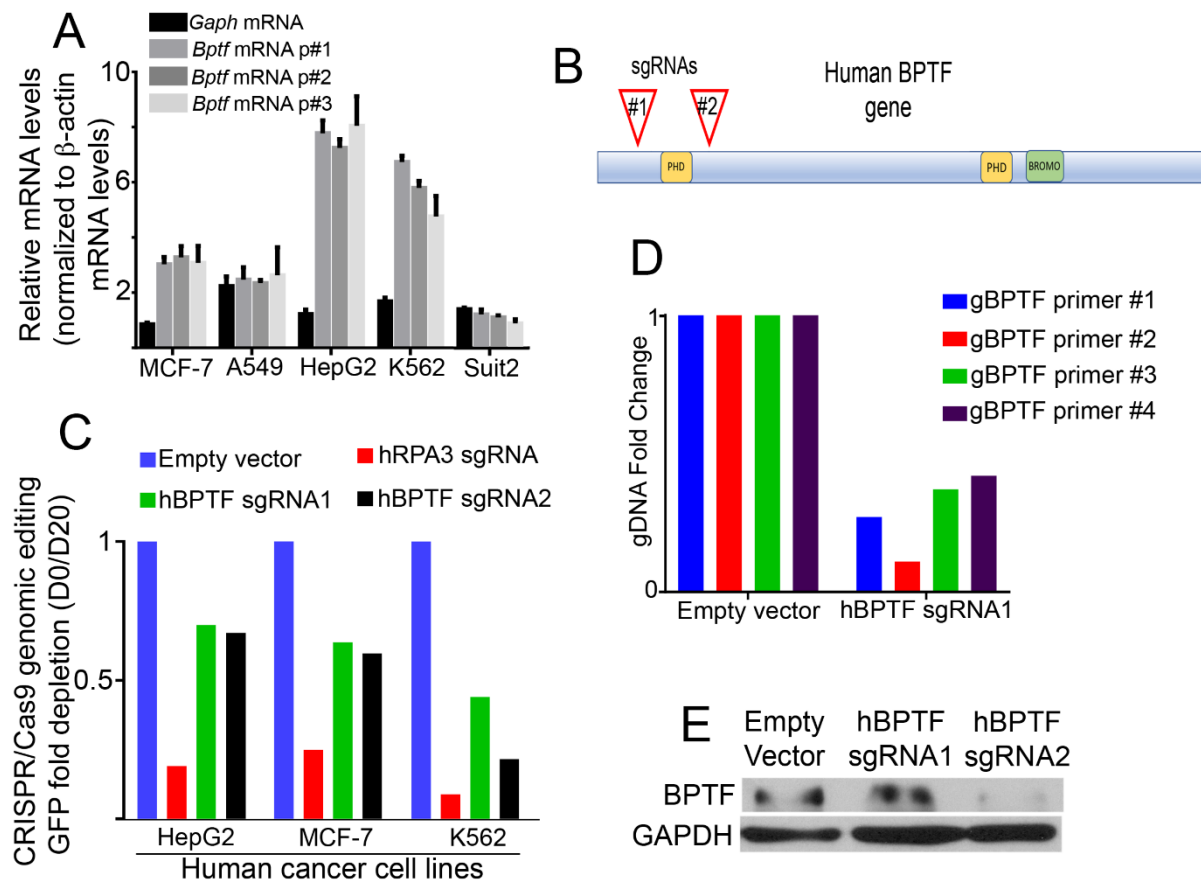 A
Gaph mRNA
Bptf mRNA p#1
Bptf mRNA p#2
Bptf mRNA p#3
Relative mRNA levels
(normalized to β-actin
mRNA levels)
10
6
2
MCF-7 A549 HepG2 K562 Suit2
B
sgRNAs
#1 #2
Human BPTF
gene
PHD PHD BROMO
C
Empty vector hRPA3 sgRNA
hBPTF sgRNA1 hBPTF sgRNA2
CRISPR/Cas9 genomic editing
GFP fold depletion (D0/D20)
1
0.5
0
HepG2 MCF-7 K562
Human cancer cell lines
D
gBPTF primer #1
gBPTF primer #2
gBPTF primer #3
gBPTF primer #4
gDNA Fold Change
1
0
Empty vector hBPTF sgRNA1
E
Empty hBPTF hBPTF
Vector sgRNA1 sgRNA2
BPTF
GAPDH